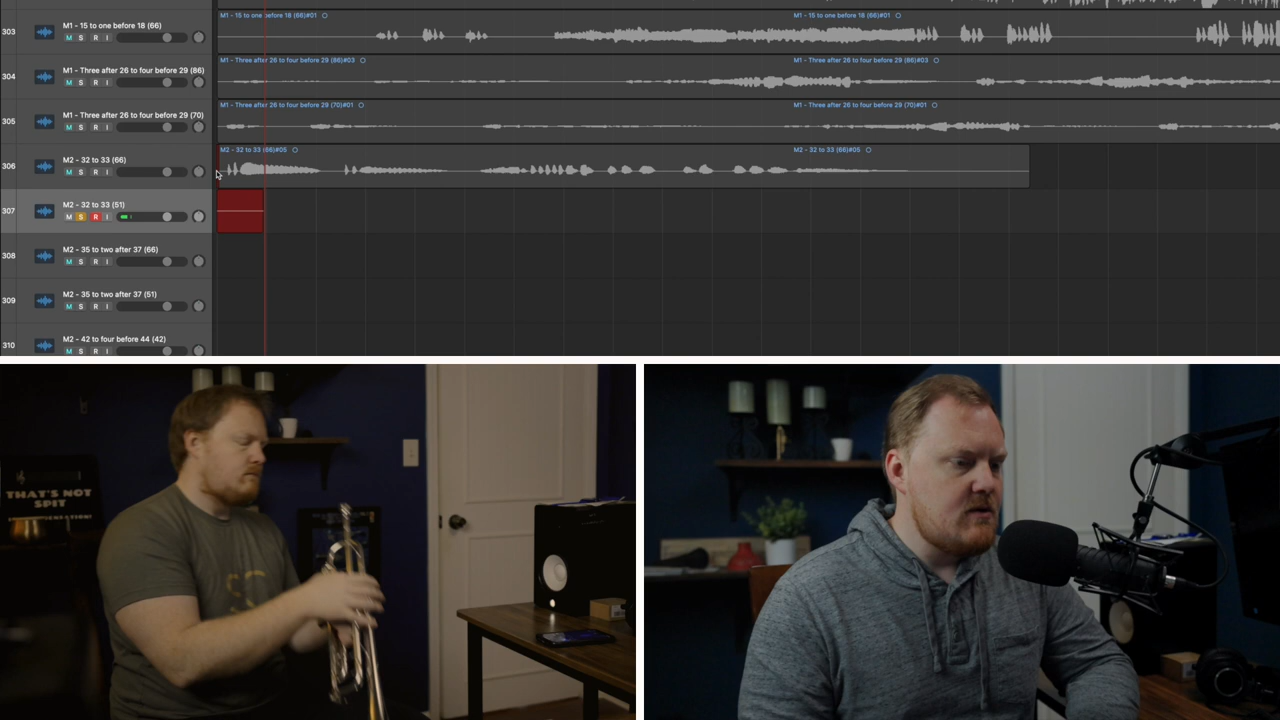 303
M1 - 15 to one before 18 (66)
M S R I
M1 - 15 to one before 18 (66)#01
M1 - 15 to one before 18 (66)#01
304
M1 - Three after 26 to four before 29 (86)
M S R I
M1 - Three after 26 to four before 29 (86)#03
M1 - Three after 26 to four before 29 (86)#03
305
M1 - Three after 26 to four before 29 (70)
M S R I
M1 - Three after 26 to four before 29 (70)#01
M1 - Three after 26 to four before 29 (70)#01
306
M2 - 32 to 33 (66)
M S R I
M2 - 32 to 33 (66)#05
M2 - 32 to 33 (66)#05
307
M2 - 32 to 33 (51)
M S R I
308
M2 - 35 to two after 37 (66)
M S R I
309
M2 - 35 to two after 37 (51)
M S R I
310
M2 - 42 to four before 44 (42)
M S R I
THAT'S NOT
SPIT